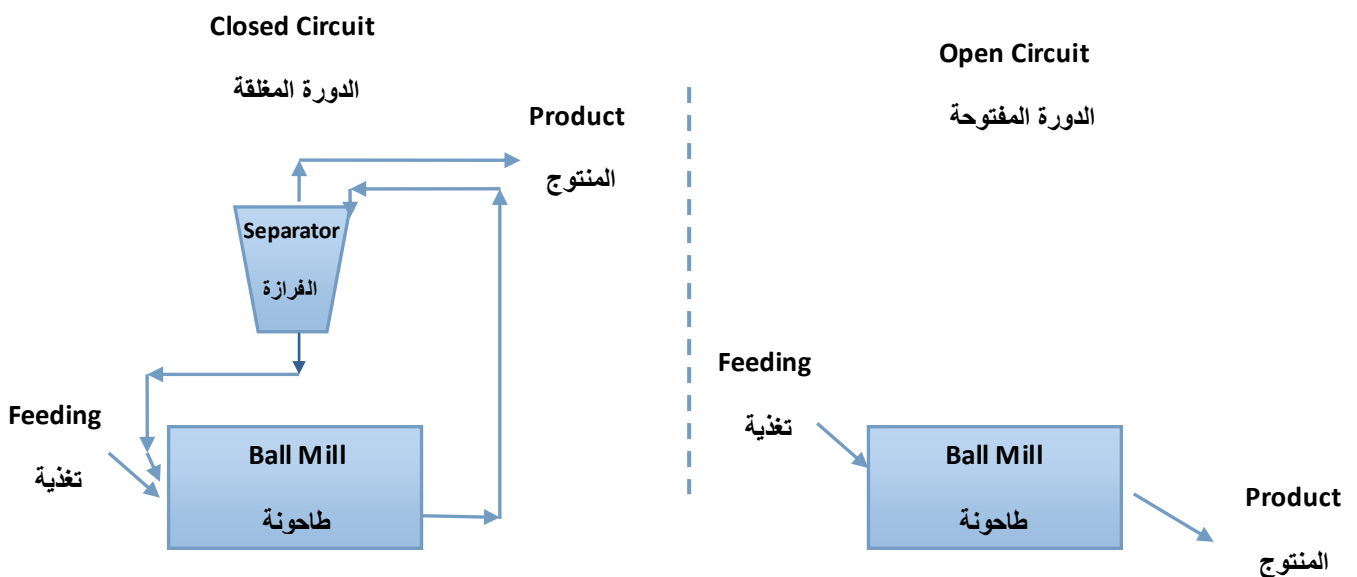 Closed Circuit
الدورة المغلقة
Product
المنتوج
Separator
الفرازة
Feeding
تغذية
Ball Mill
طاحونة
Open Circuit
الدورة المفتوحة
Feeding
تغذية
Ball Mill
طاحونة
Product
المنتوج